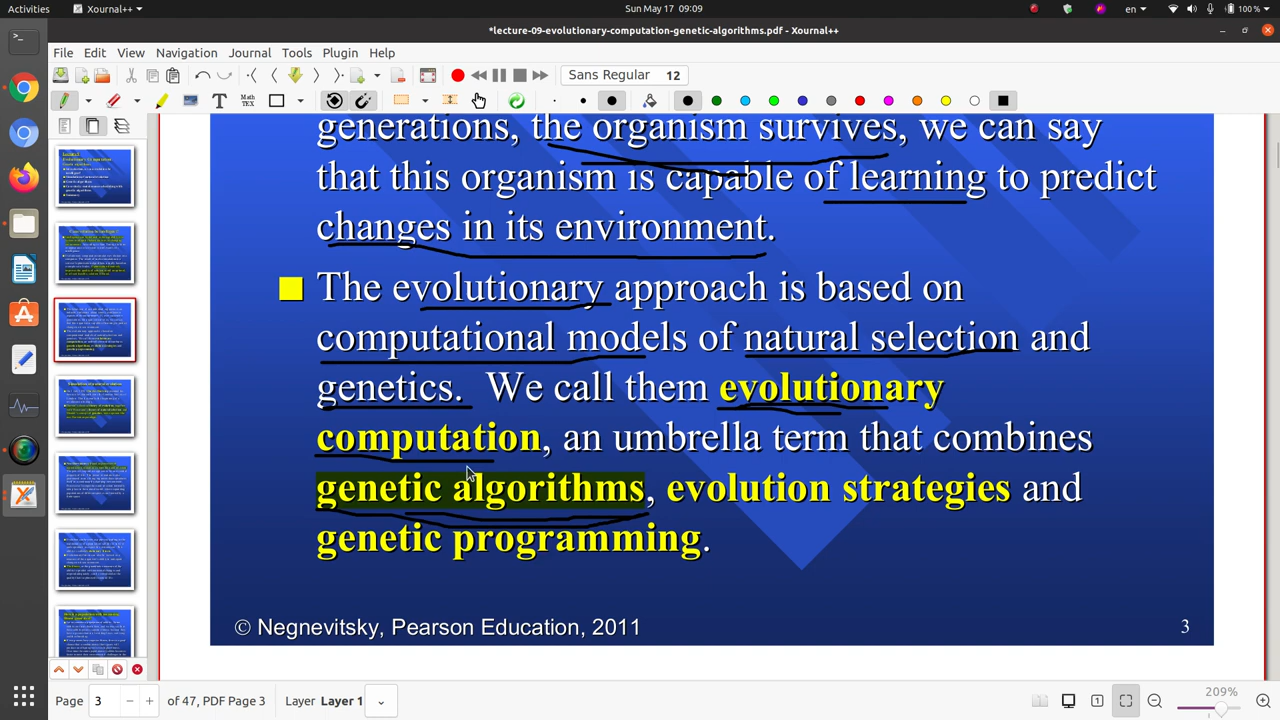 Activities
Xournal++
Sun May 17 09:09
en
100 %
*lecture-09-evolutionary-computation-genetic-algorithms.pdf - Xournal++
File Edit View Navigation Journal Tools Plugin Help
Sans Regular 12
generations, the organism survives, we can say
that this organism is capable of learning to predict
changes in its environment.
The evolutionary approach is based on
computational models of natural selection and
genetics. We call them evolutionary
computation, an umbrella term that combines
genetic algorithms, evolution strategies and
genetic programming.
© Negnevitsky, Pearson Education, 2011
3
Page 3 of 47, PDF Page 3 Layer Layer 1
209%